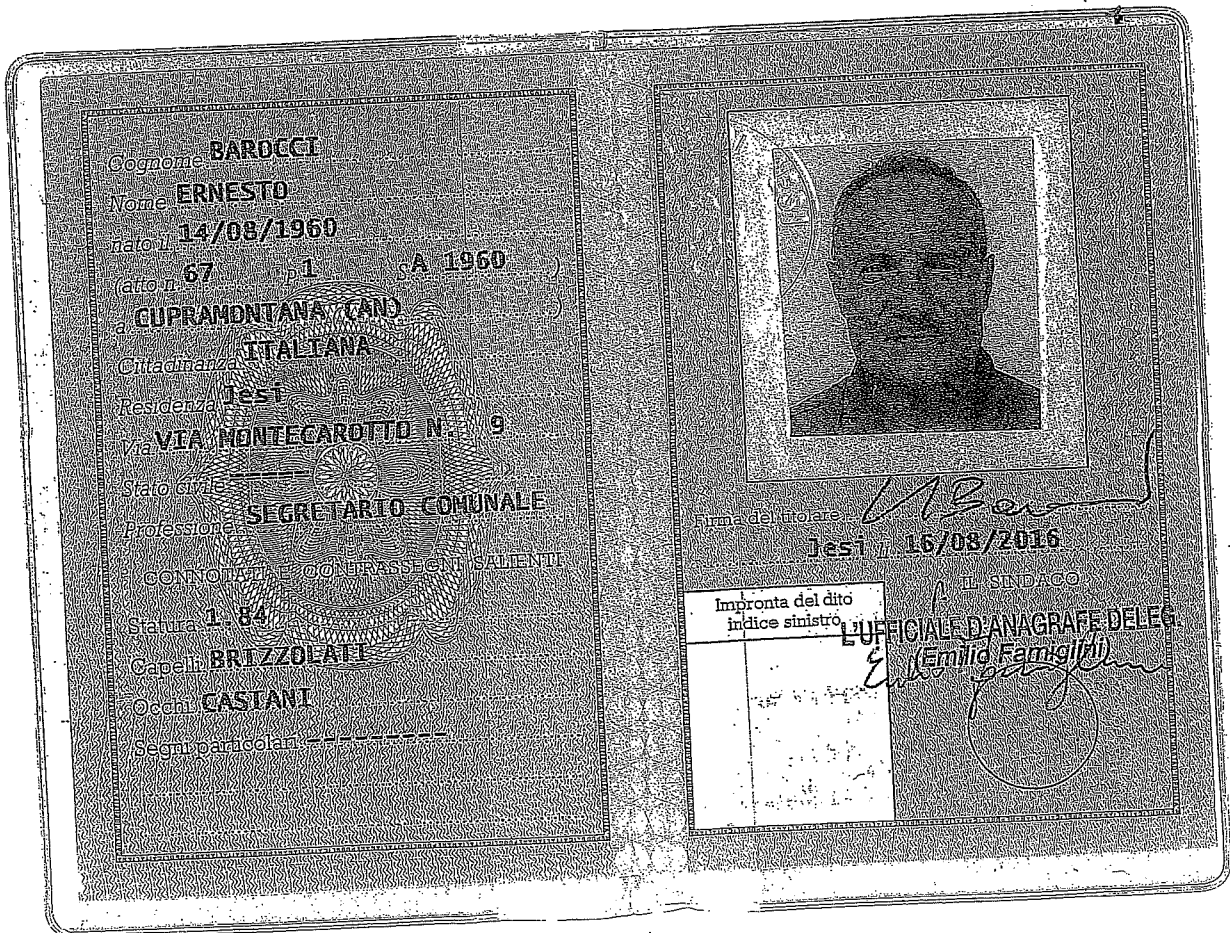 Cognome BAROCCI
Nome ERNESTO
nato il 14/08/1960
(atto n. 67 P 1 S A 1960 )
a CUPRAMONTANA (AN) )
Cittadinanza ITALIANA
Residenza Jesi
Via VIA MONTECAROTTO N. 9
Stato civile --------
Professione SEGRETARIO COMUNALE
CONNOTATI E CONTRASSEGNI SALIENTI
Statura 1.84
Capelli BRIZZOLATI
Occhi CASTANI
Segni particolari ---------
Firma del titolare
Jesi li 16/08/2016
IL SINDACO
Impronta del dito
indice sinistro
L'UFFICIALE D'ANAGRAFE DELEG.
(Emilio Famiglini)